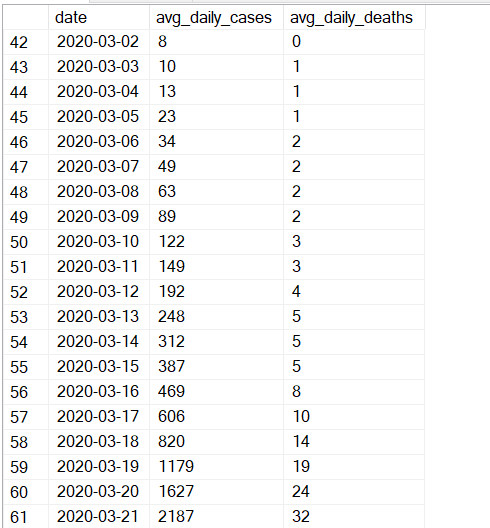 date avg_daily_cases avg_daily_deaths
42 2020-03-02 8 0
43 2020-03-03 10 1
44 2020-03-04 13 1
45 2020-03-05 23 1
46 2020-03-06 34 2
47 2020-03-07 49 2
48 2020-03-08 63 2
49 2020-03-09 89 2
50 2020-03-10 122 3
51 2020-03-11 149 3
52 2020-03-12 192 4
53 2020-03-13 248 5
54 2020-03-14 312 5
55 2020-03-15 387 5
56 2020-03-16 469 8
57 2020-03-17 606 10
58 2020-03-18 820 14
59 2020-03-19 1179 19
60 2020-03-20 1627 24
61 2020-03-21 2187 32